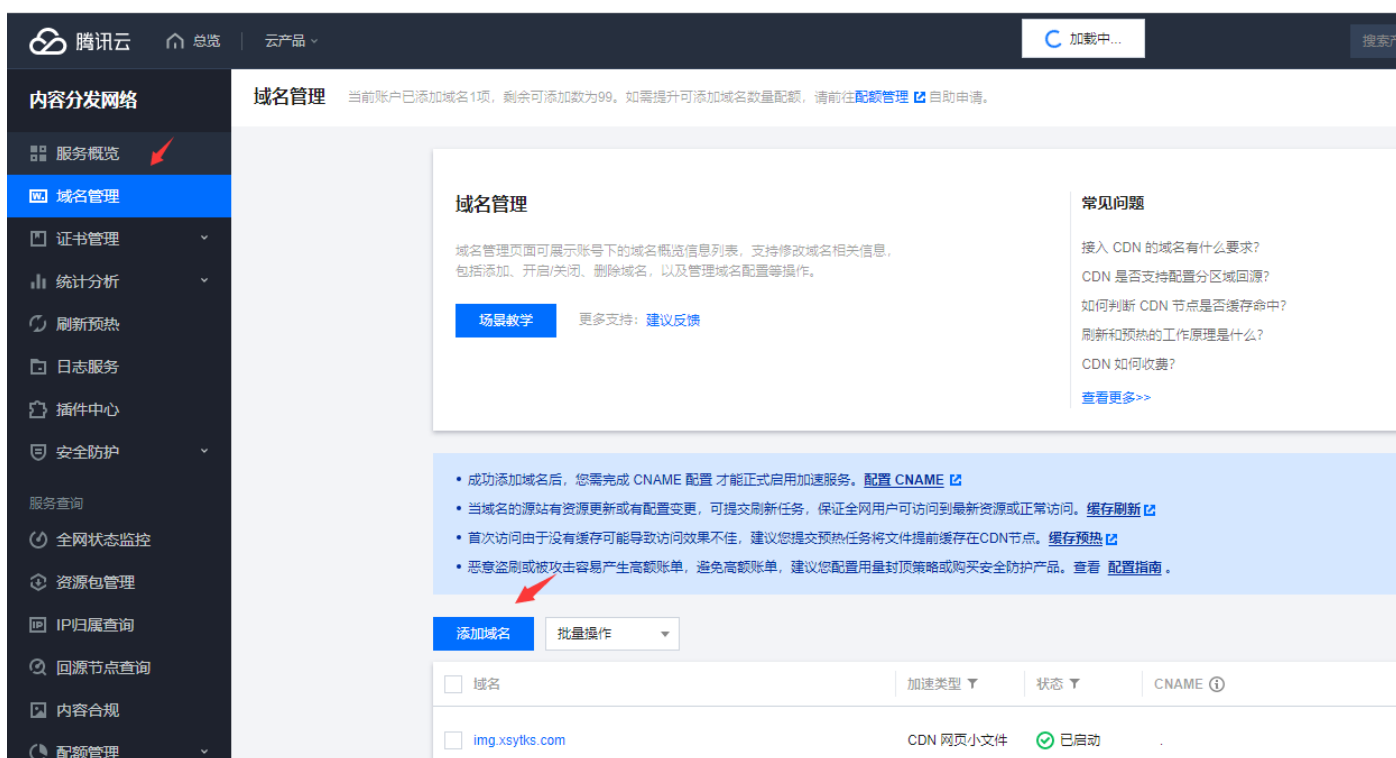 腾讯云 总览 云产品 加载中... 搜索产
内容分发网络
域名管理 当前账户已添加域名1项，剩余可添加数为99。如需提升可添加域名数量配额，请前往配额管理 自助申请。
服务概览
域名管理
证书管理
统计分析
刷新预热
日志服务
插件中心
安全防护
服务查询
全网状态监控
资源包管理
IP归属查询
回源节点查询
内容合规
配额管理
域名管理
域名管理页面可展示账号下的域名概览信息列表，支持修改域名相关信息，
包括添加、开启/关闭、删除域名，以及管理域名配置等操作。
场景教学 更多支持：建议反馈
常见问题
接入 CDN 的域名有什么要求?
CDN 是否支持配置分区域回源?
如何判断 CDN 节点是否缓存命中?
刷新和预热的工作原理是什么?
CDN 如何收费?
查看更多>>
• 成功添加域名后，您需完成 CNAME 配置 才能正式启用加速服务。配置 CNAME
• 当域名的源站有资源更新或有配置变更，可提交刷新任务，保证全网用户可访问到最新资源或正常访问。缓存刷新
• 首次访问由于没有缓存可能导致访问效果不佳，建议您提交预热任务将文件提前缓存在CDN节点。缓存预热
• 恶意盗刷或被攻击容易产生高额账单，避免高额账单，建议您配置用量封顶策略或购买安全防护产品。查看 配置指南 。
添加域名 批量操作
域名 加速类型 状态 CNAME
img.xsytks.com CDN 网页小文件 已启动 .